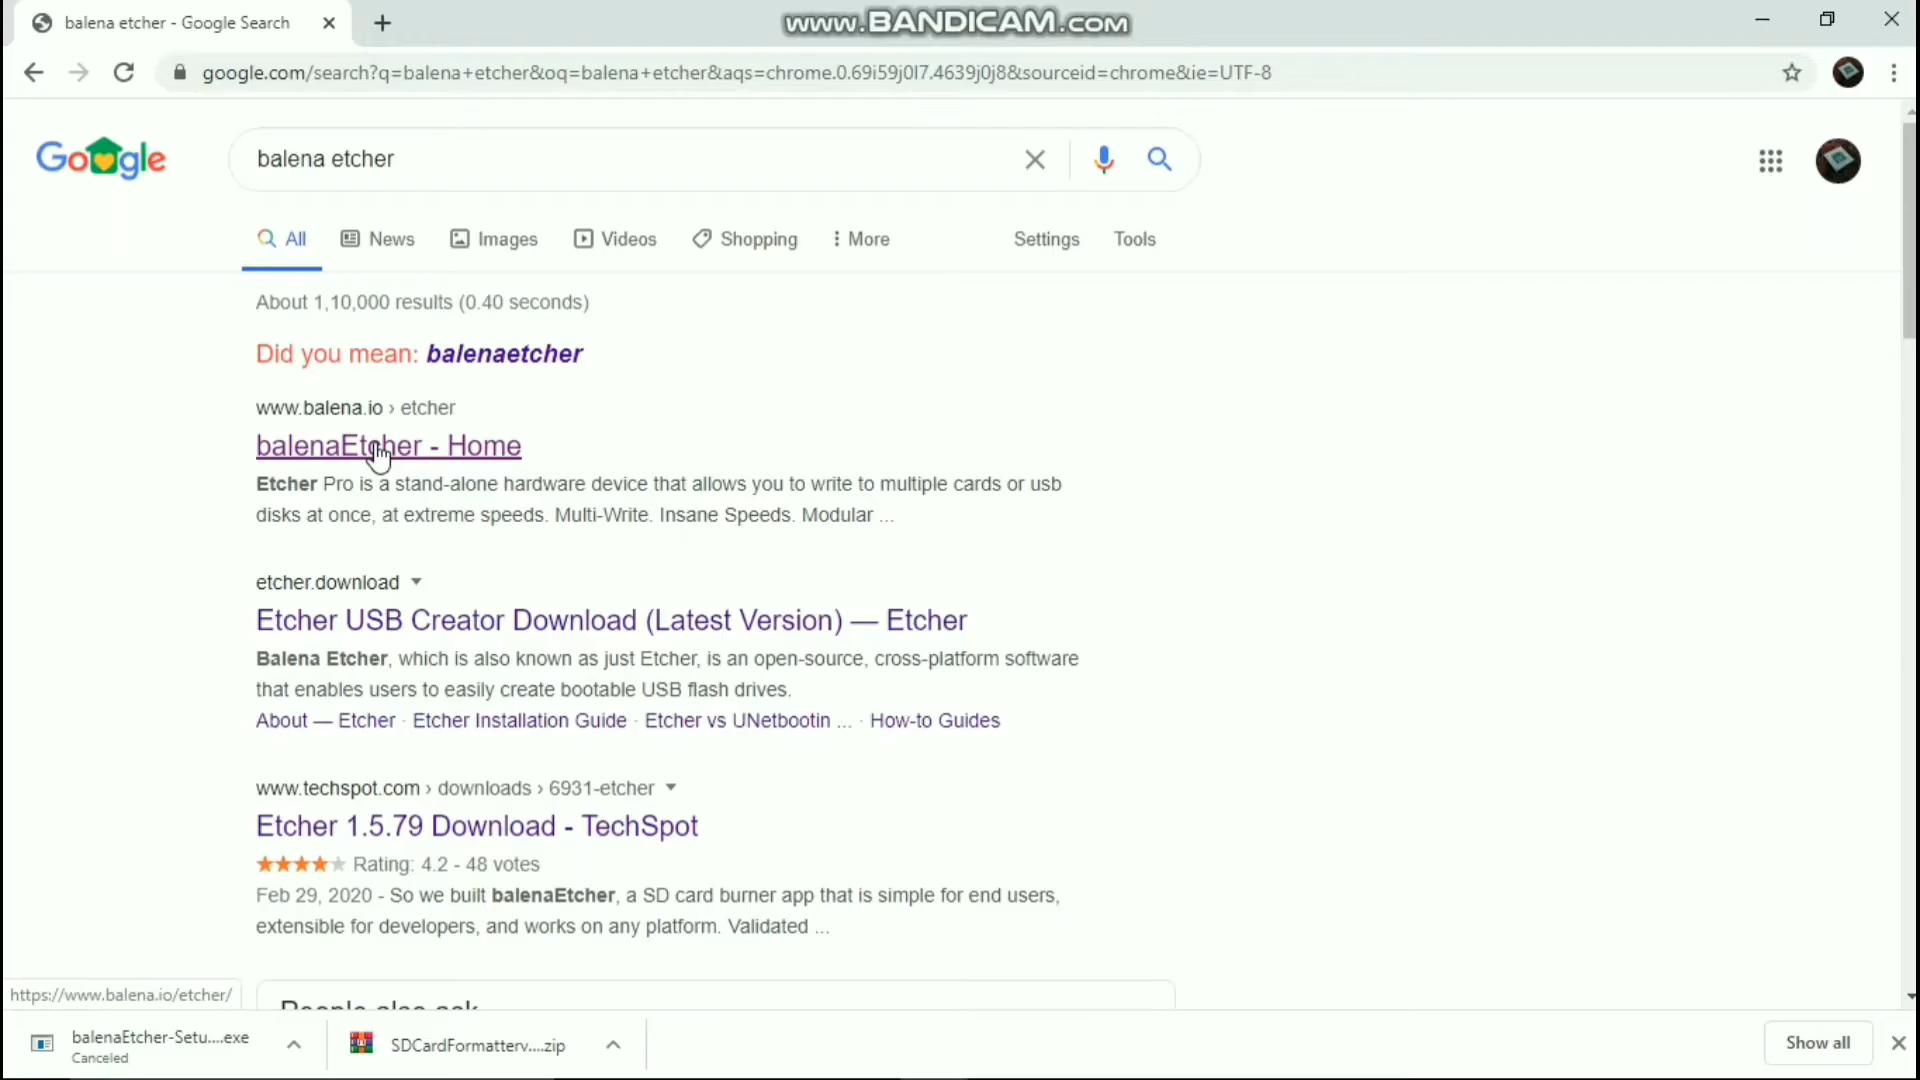 balena etcher - Google Search
www.BANDICAM.com
google.com/search?q=balena+etcher&oq=balena+etcher&aqs=chrome.0.69i59j0l7.4639j0j8&sourceid=chrome&ie=UTF-8
Google
balena etcher
All News Images Videos Shopping More Settings Tools
About 1,10,000 results (0.40 seconds)
Did you mean: balenaetcher
www.balena.io › etcher
balenaEtcher - Home
Etcher Pro is a stand-alone hardware device that allows you to write to multiple cards or usb
disks at once, at extreme speeds. Multi-Write. Insane Speeds. Modular ...
etcher.download
Etcher USB Creator Download (Latest Version) — Etcher
Balena Etcher, which is also known as just Etcher, is an open-source, cross-platform software
that enables users to easily create bootable USB flash drives.
About — Etcher · Etcher Installation Guide · Etcher vs UNetbootin ... · How-to Guides
www.techspot.com › downloads › 6931-etcher
Etcher 1.5.79 Download - TechSpot
Rating: 4.2 - 48 votes
Feb 29, 2020 - So we built balenaEtcher, a SD card burner app that is simple for end users,
extensible for developers, and works on any platform. Validated ...
People also ask
https://www.balena.io/etcher/
balenaEtcher-Setu....exe
Canceled
SDCardFormatterv....zip
Show all